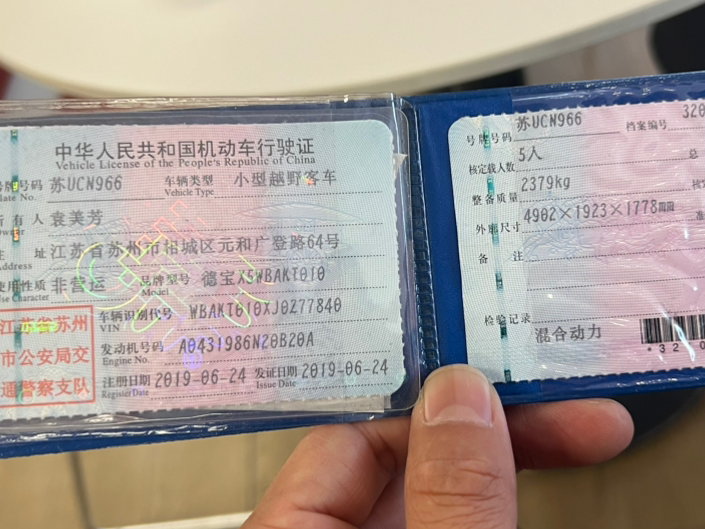 中华人民共和国机动车行驶证
Vehicle License of the People's Republic of China
号牌号码 苏UCN966 车辆类型 小型越野客车
Plate No. Vehicle Type
所有人 袁美芳
Owner
址 江苏省苏州市相城区元和广登路64号
Address
使用性质 非营运 品牌型号 德宝X5WBAKT010
Use Character Model
江苏省苏州
市公安局交
通警察支队
车辆识别代号 WBAKT010XJ0Z77840
VIN
发动机号码 A0431986N20B20A
Engine No.
注册日期 2019-06-24 发证日期 2019-06-24
Register Date Issue Date
号牌号码 苏UCN966 档案编号 320
核定载人数 5人 总
整备质量 2379kg 核
外廓尺寸 4902×1923×1778mm 准
备注
检验记录 混合动力
*320